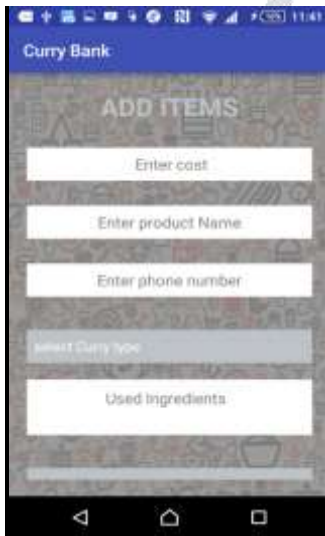 11:41
Curry Bank
ADD ITEMS
Enter cost
Enter product Name
Enter phone number
select Curry type
Used Ingredients